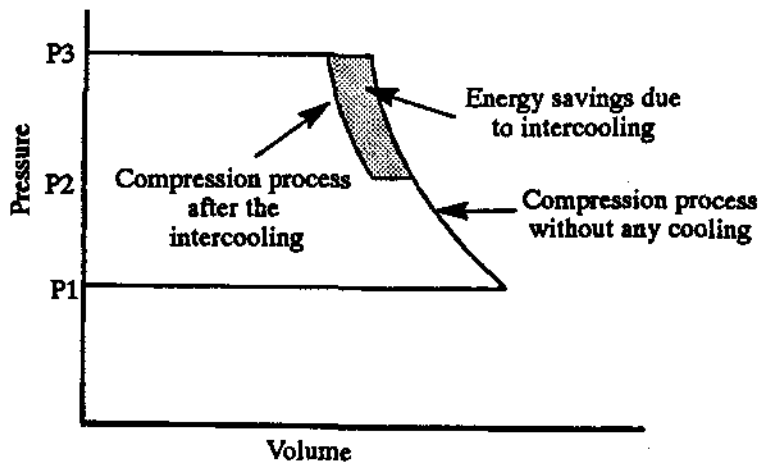 P3
Energy savings due
to intercooling
Compression process
after the
intercooling
P2
Compression process
without any cooling
P1
Pressure
Volume